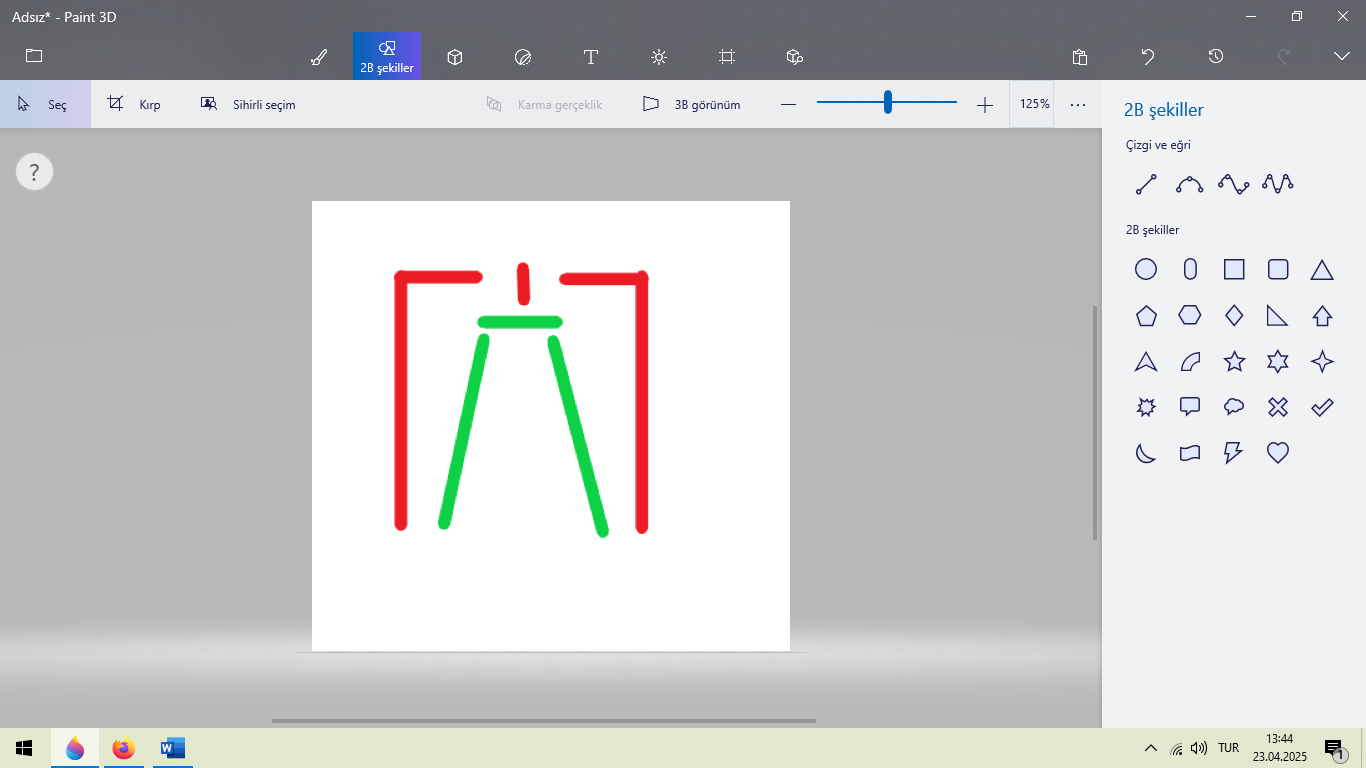 Adsız* - Paint 3D
2B şekiller
Seç
Kırp
Sihirli seçim
Karma gerçeklik
3B görünüm
125%
2B şekiller
Çizgi ve eğri
2B şekiller
?
TUR
13:44
23.04.2025
1